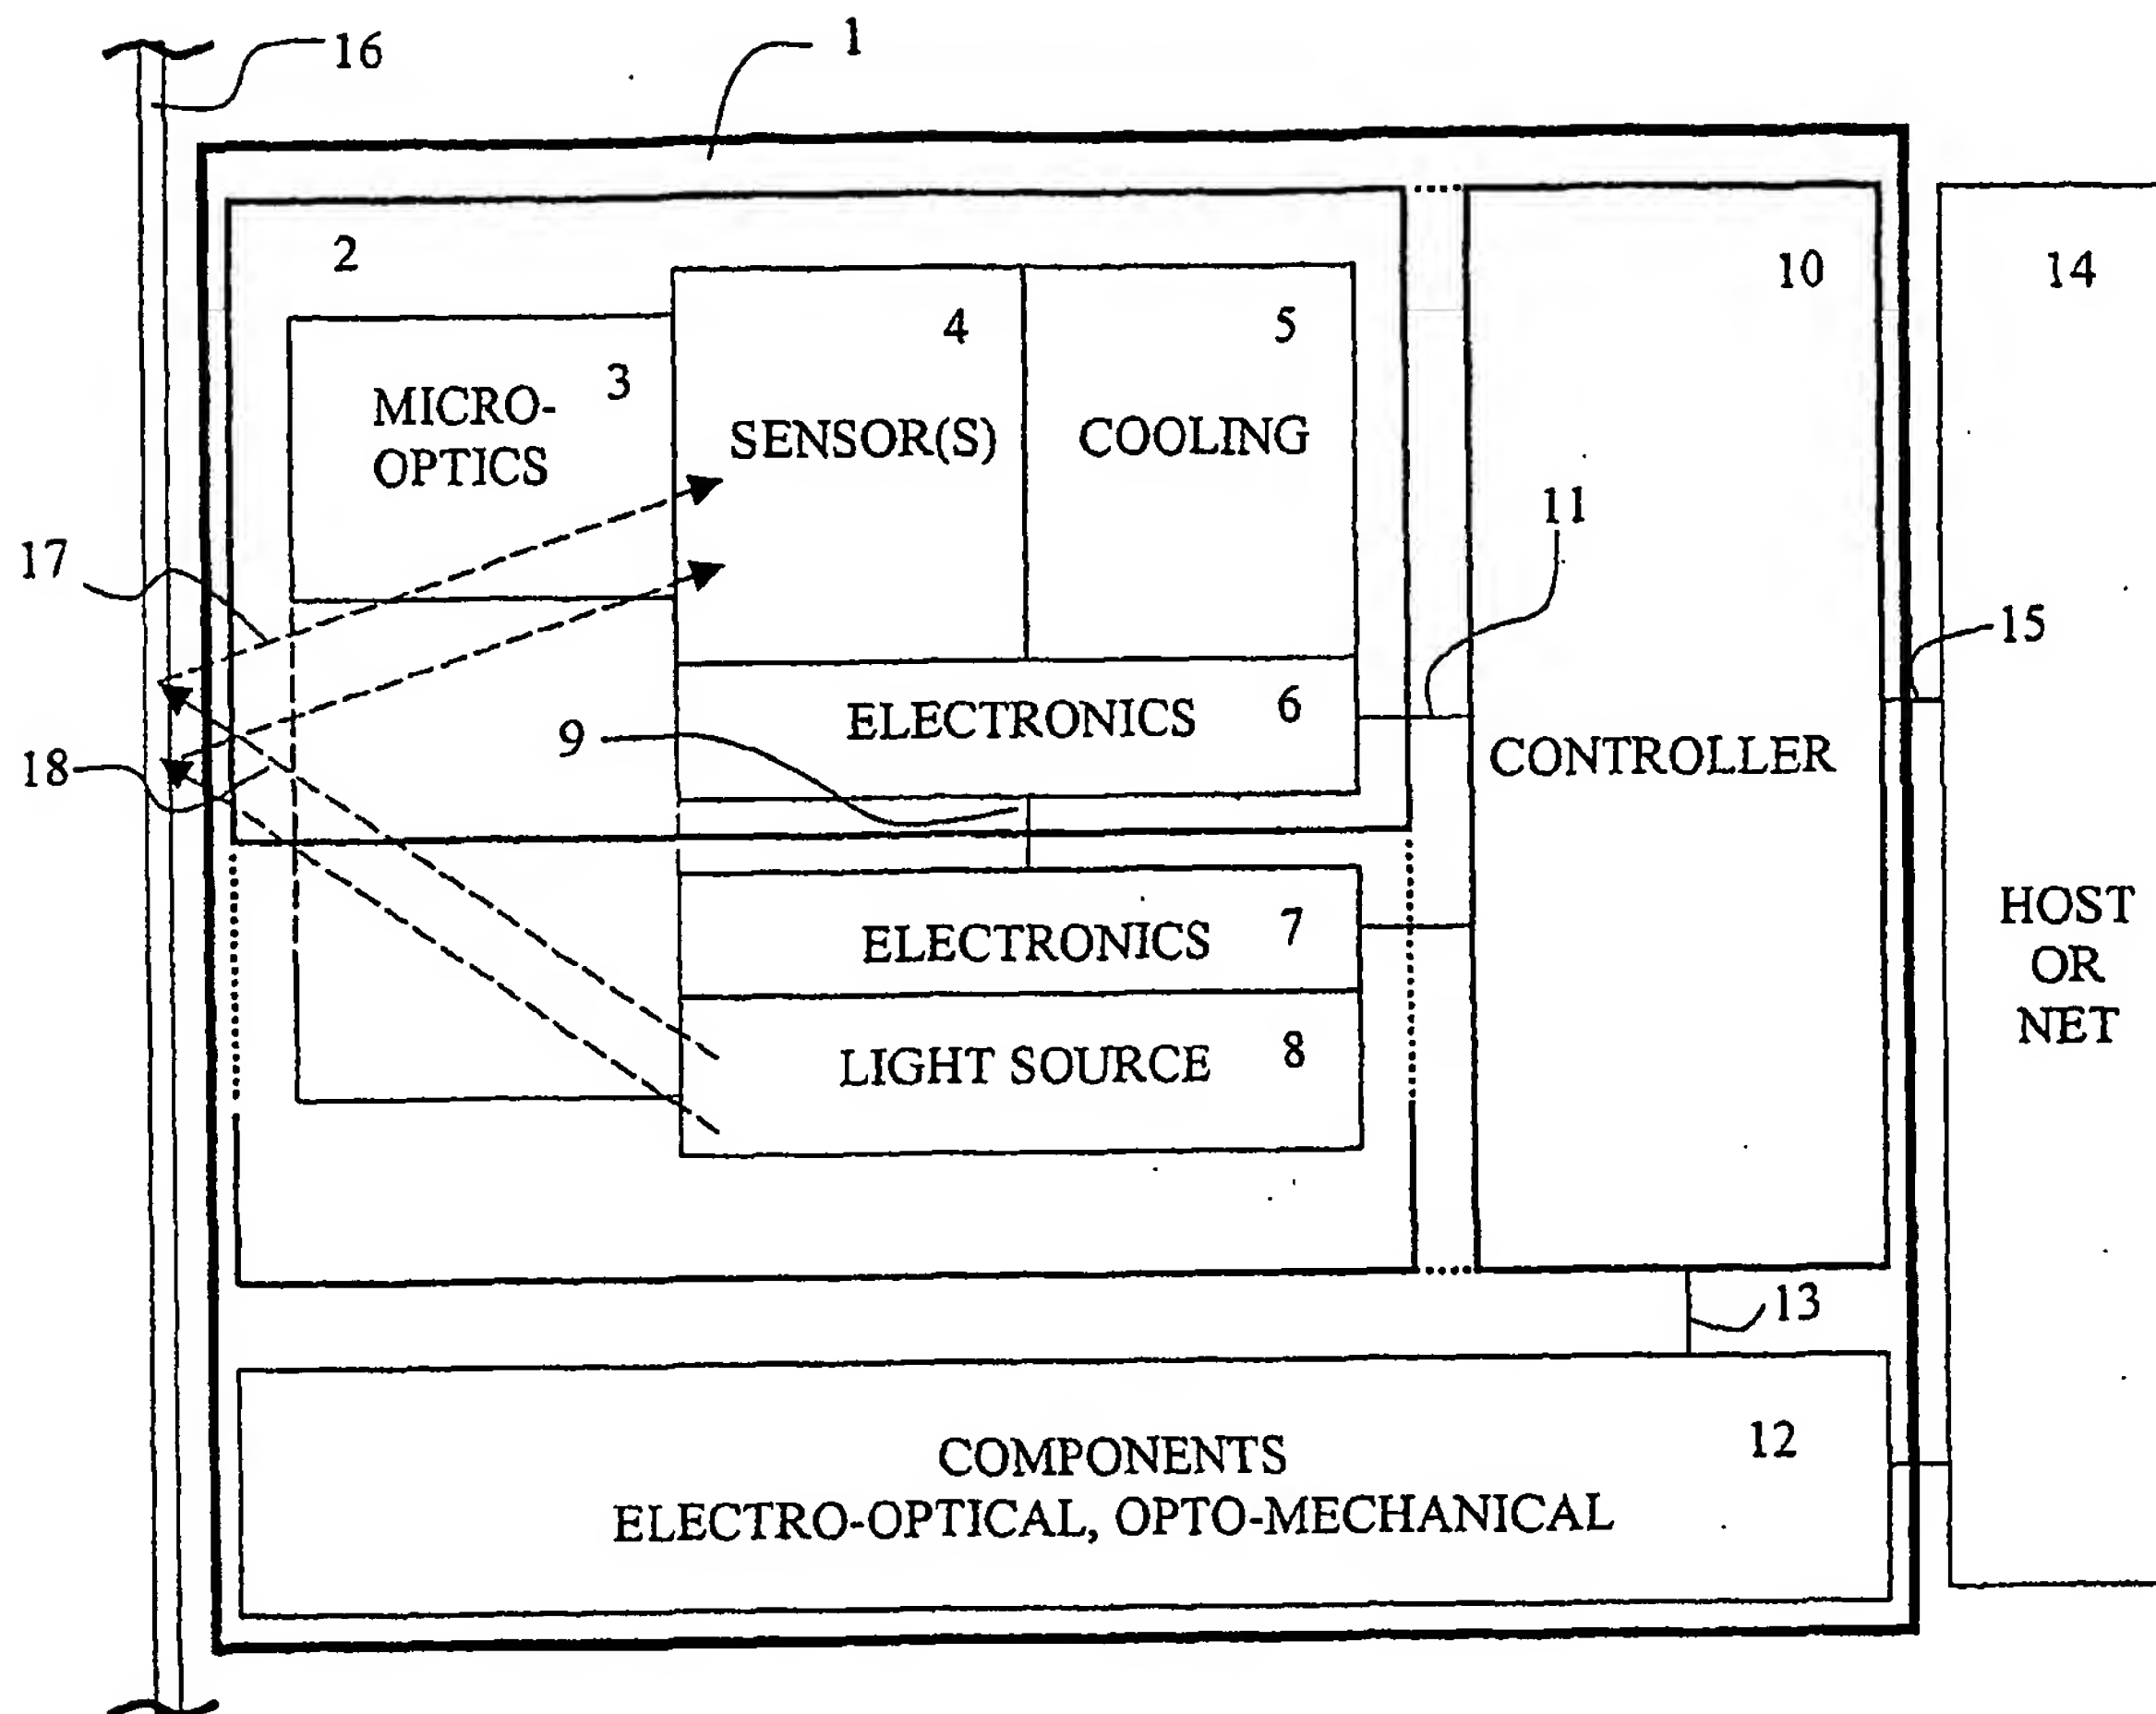 16
1
2
10
14
4
5
3
MICRO-
OPTICS
SENSOR(S)
COOLING
11
17
15
6
ELECTRONICS
9
CONTROLLER
18
HOST
OR
NET
7
ELECTRONICS
8
LIGHT SOURCE
13
12
COMPONENTS
ELECTRO-OPTICAL, OPTO-MECHANICAL